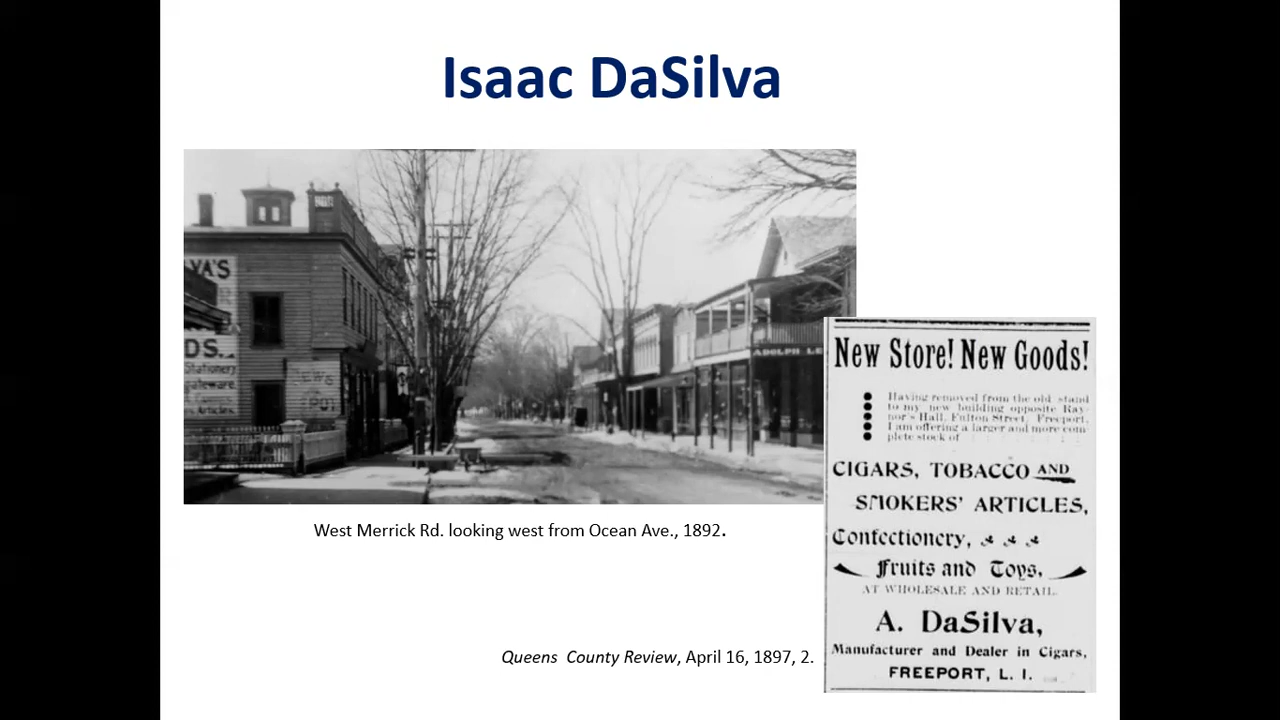 Isaac DaSilva
VA'S
DS.
Stationery
Articles.
NEWS
ADOLPH LE
West Merrick Rd. looking west from Ocean Ave., 1892.
New Store! New Goods!
Having removed from the old stand
to my new building opposite Ray-
nor's Hall, Fulton Street, Freeport,
I am offering a larger and more com-
plete stock of
CIGARS, TOBACCO AND
SMOKERS' ARTICLES,
Confectionery,
Fruits and Toys,
AT WHOLESALE AND RETAIL.
A. DaSilva,
Manufacturer and Dealer in Cigars,
FREEPORT, L. I.
Queens County Review, April 16, 1897, 2.